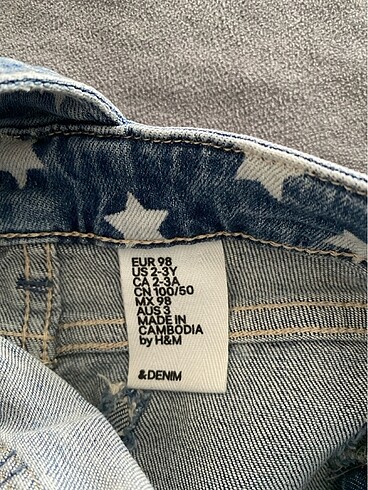 EUR 98
US 2-3Y
CA 2-3A
CN 100/50
MX 98
AUS 3
MADE IN
CAMBODIA
by H&M
&DENIM